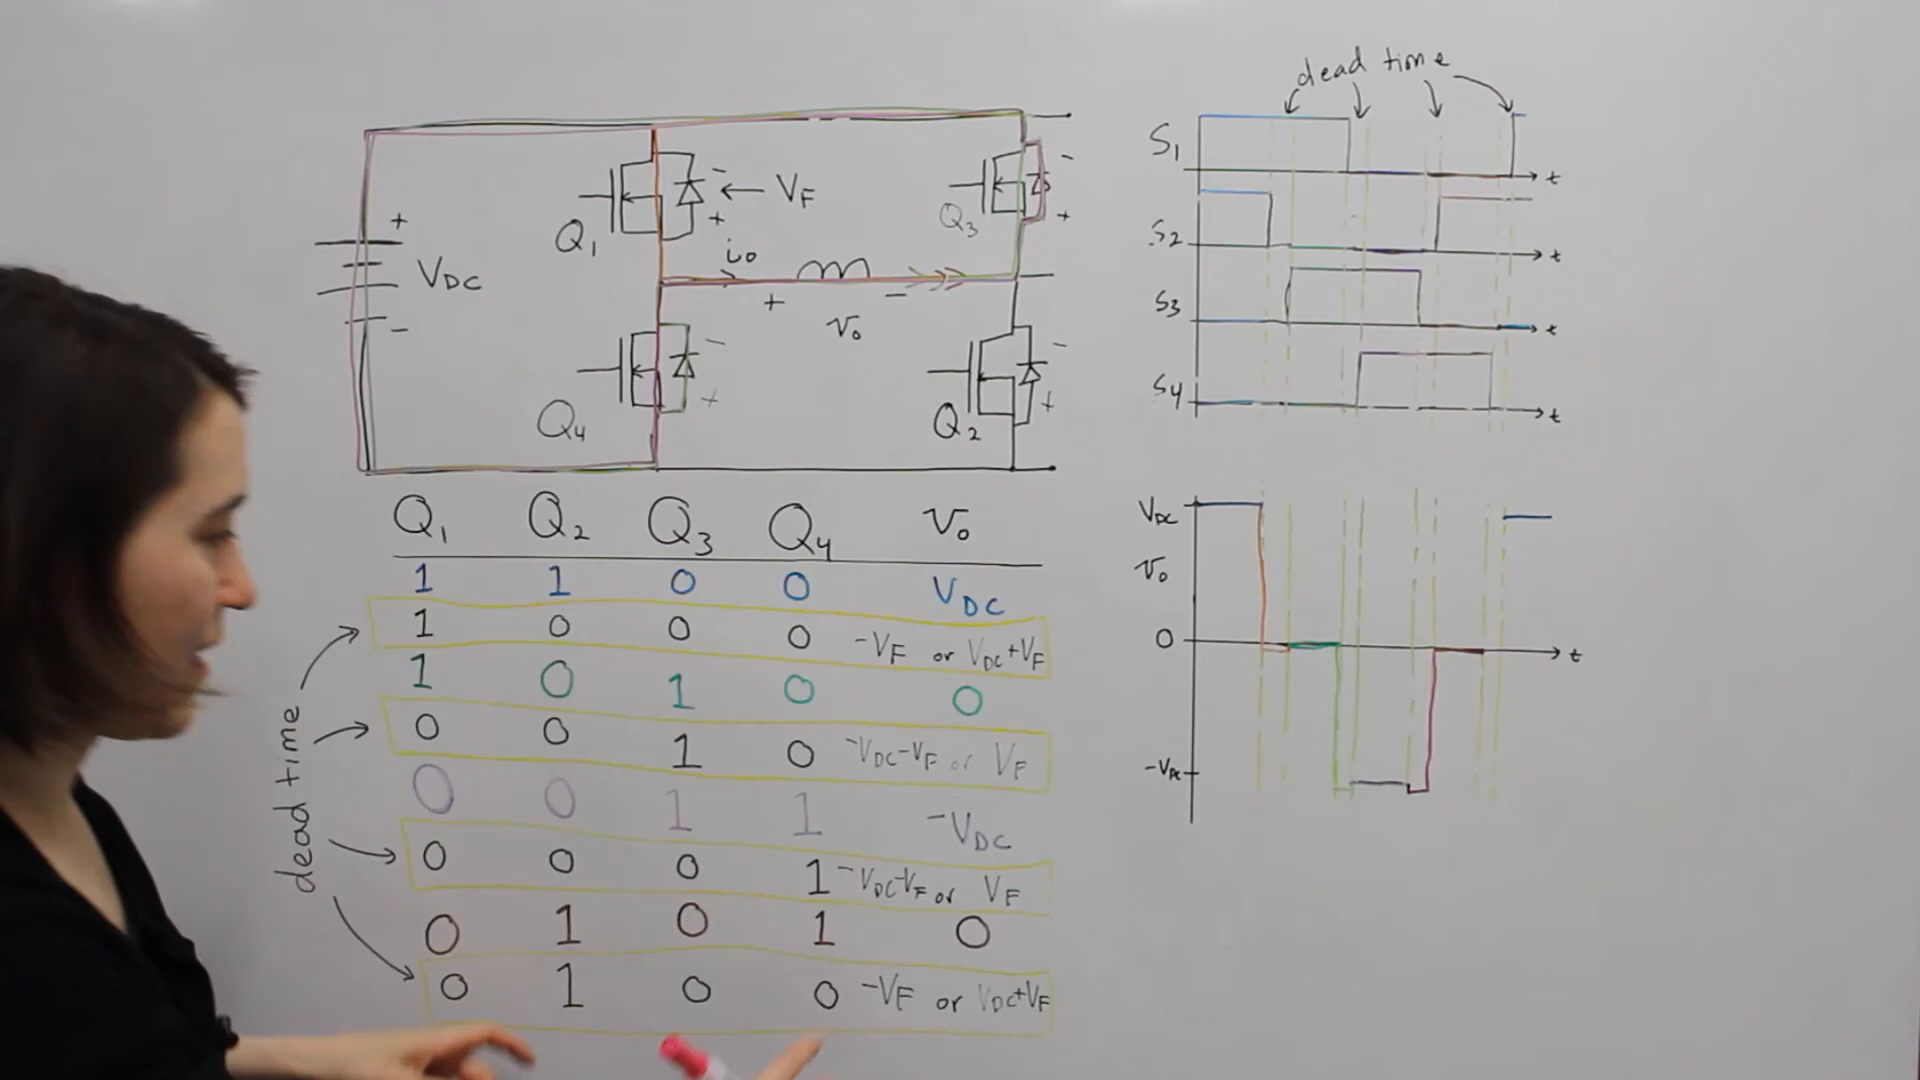 dead time
S1
t
S2
t
S3
t
S4
t
+
VDC
-
Q1
-
+
← VF
Q3
-
+
io
+ -
vo
Q4
-
+
Q2
-
+
Q1 Q2 Q3 Q4 vo
1 1 0 0 VDC
1 0 0 0 -VF or VDC+VF
1 0 1 0 0
0 0 1 0 -VDC-VF or VF
0 0 1 1 -VDC
0 0 0 1 -VDC-VF or VF
0 1 0 1 0
0 1 0 0 -VF or VDC+VF
dead time
VDC
vo
0
t
-VDC